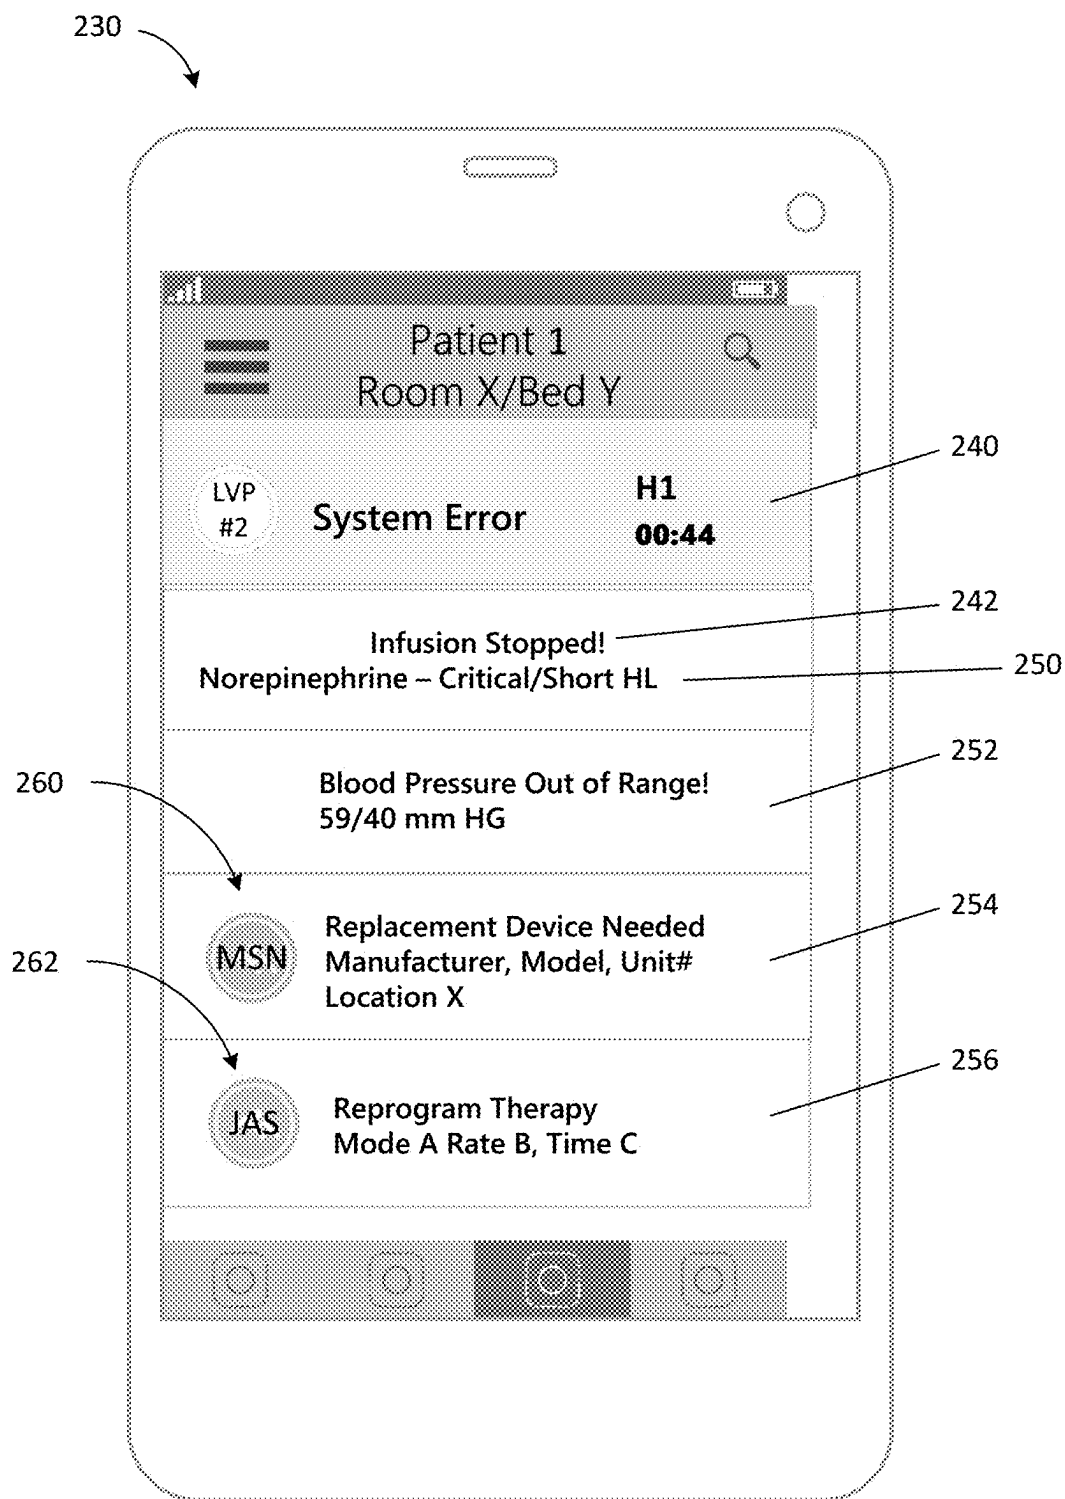 230
Patient 1
Room X/Bed Y
240
LVP
#2
System Error
H1
00:44
242
Infusion Stopped!
Norepinephrine – Critical/Short HL
250
252
Blood Pressure Out of Range!
59/40 mm HG
260
254
MSN
Replacement Device Needed
Manufacturer, Model, Unit#
Location X
262
256
JAS
Reprogram Therapy
Mode A Rate B, Time C